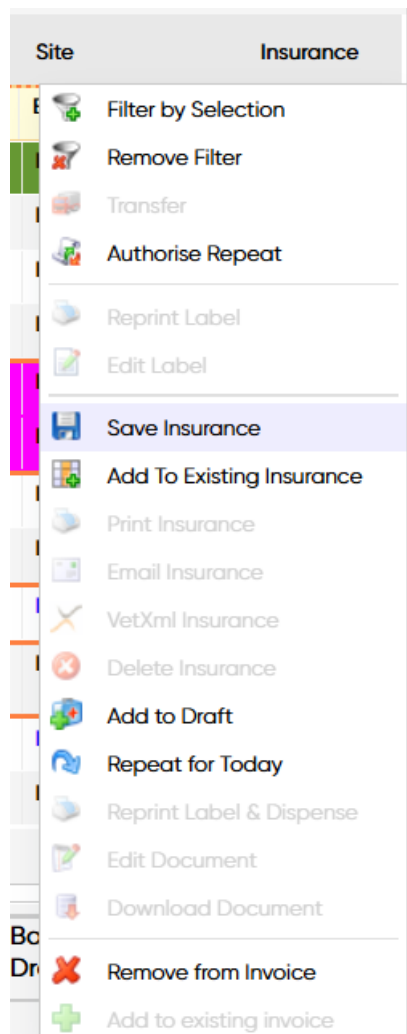 Site Insurance
Filter by Selection
Remove Filter
Transfer
Authorise Repeat
Reprint Label
Edit Label
Save Insurance
Add To Existing Insurance
Print Insurance
Email Insurance
VetXml Insurance
Delete Insurance
Add to Draft
Repeat for Today
Reprint Label & Dispense
Edit Document
Download Document
Remove from Invoice
Add to existing invoice